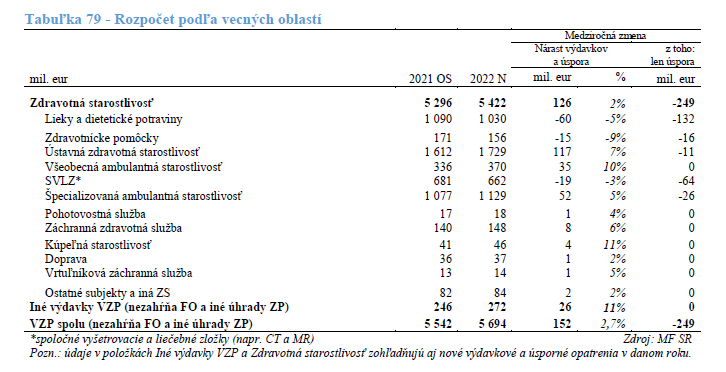 Tabuľka 79 - Rozpočet podľa vecných oblastí
Medziročná zmena
Nárast výdavkov a úspora z toho: len úspora
mil. eur 2021 OS 2022 N mil. eur % mil. eur
Zdravotná starostlivosť 5 296 5 422 126 2% -249
Lieky a dietetické potraviny 1 090 1 030 -60 -5% -132
Zdravotnícke pomôcky 171 156 -15 -9% -16
Ústavná zdravotná starostlivosť 1 612 1 729 117 7% -11
Všeobecná ambulantná starostlivosť 336 370 35 10% 0
SVLZ* 681 662 -19 -3% -64
Špecializovaná ambulantná starostlivosť 1 077 1 129 52 5% -26
Pohotovostná služba 17 18 1 4% 0
Záchranná zdravotná služba 140 148 8 6% 0
Kúpeľná starostlivosť 41 46 4 11% 0
Doprava 36 37 1 2% 0
Vrtuľníková záchranná služba 13 14 1 5% 0
Ostatné subjekty a iná ZS 82 84 2 2% 0
Iné výdavky VZP (nezahŕňa FO a iné úhrady ZP) 246 272 26 11% 0
VZP spolu (nezahŕňa FO a iné úhrady ZP) 5 542 5 694 152 2,7% -249
*spoločné vyšetrovacie a liečebné zložky (napr. CT a MR) Zdroj: MF SR
Pozn.: údaje v položkách Iné výdavky VZP a Zdravotná starostlivosť zohľadňujú aj nové výdavkové a úsporné opatrenia v danom roku.